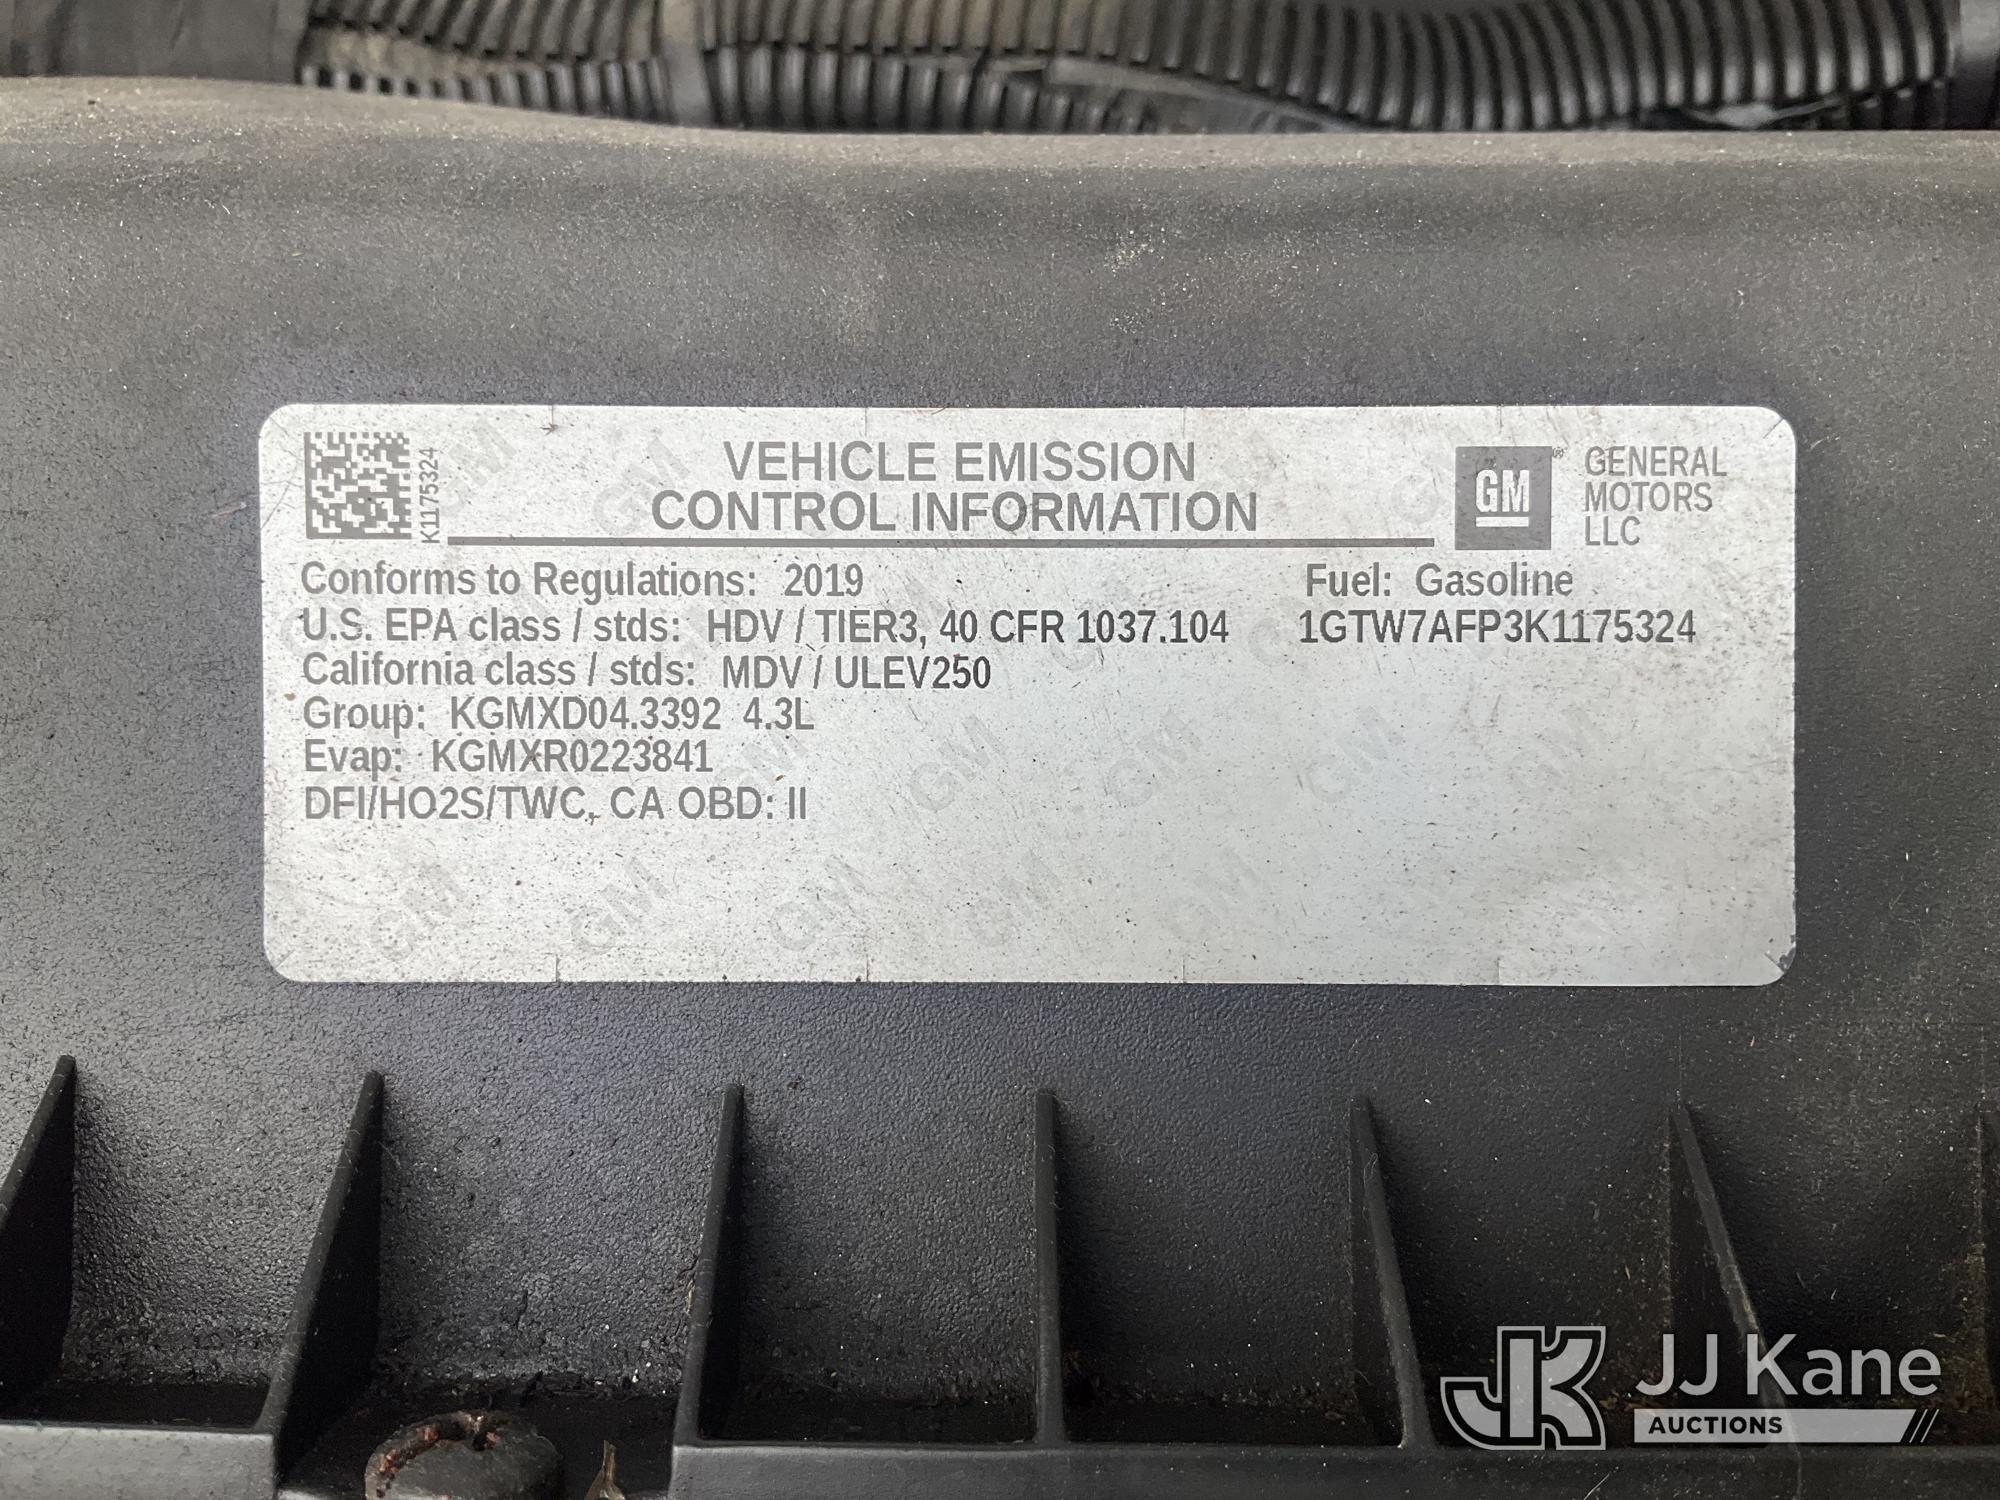 K1175324
VEHICLE EMISSION
CONTROL INFORMATION
GM ®
GENERAL
MOTORS
LLC
Conforms to Regulations: 2019 Fuel: Gasoline
U.S. EPA class / stds: HDV / TIER3, 40 CFR 1037.104 1GTW7AFP3K1175324
California class / stds: MDV / ULEV250
Group: KGMXD04.3392 4.3L
Evap: KGMXR0223841
DFI/HO2S/TWC, CA OBD: II
JK JJ Kane
AUCTIONS